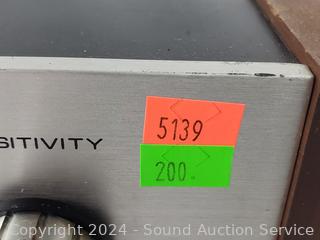 5139
SITIVITY
200.
Copyright 2024 - Sound Auction Service